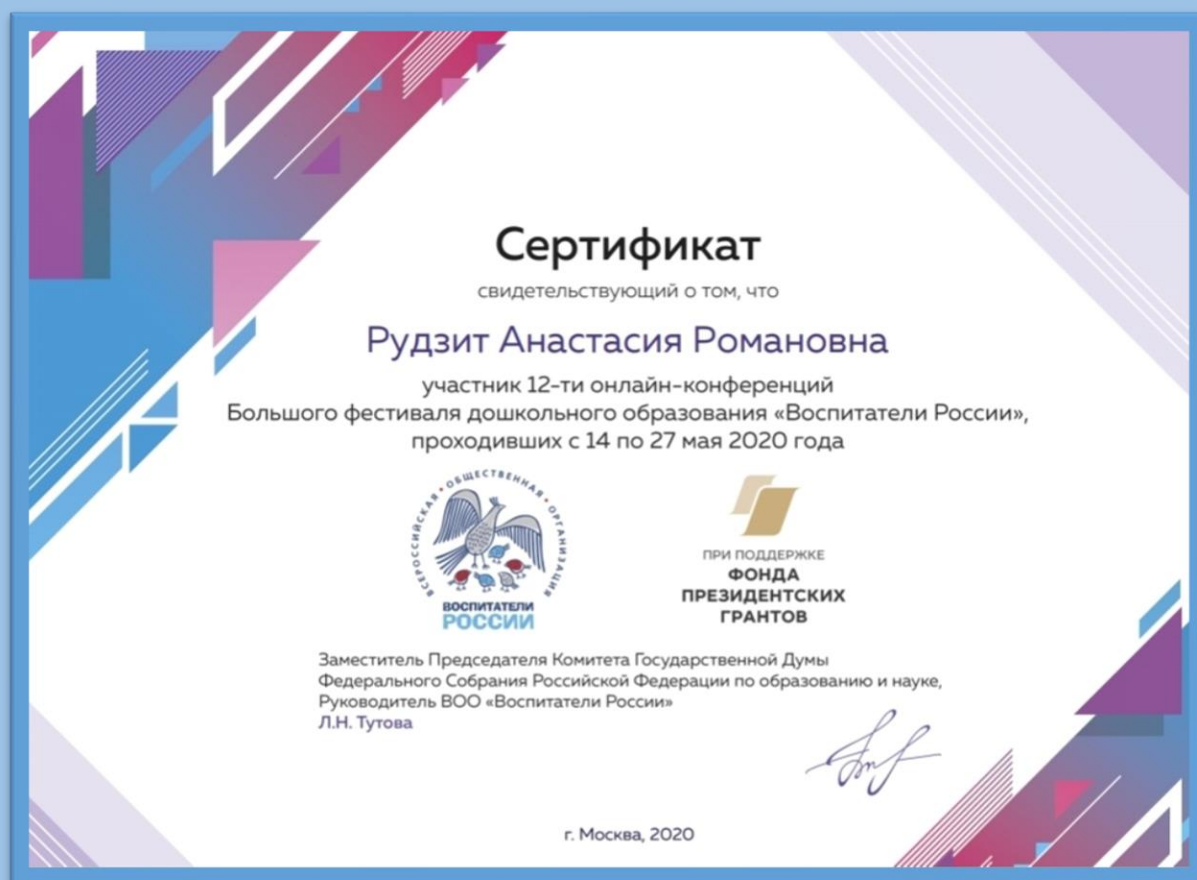 Сертификат
свидетельствующий о том, что
Рудзит Анастасия Романовна
участник 12-ти онлайн-конференций
Большого фестиваля дошкольного образования «Воспитатели России»,
проходивших с 14 по 27 мая 2020 года
ВСЕРОССИЙСКАЯ • ОБЩЕСТВЕННАЯ • ОРГАНИЗАЦИЯ
ВОСПИТАТЕЛИ
РОССИИ
ПРИ ПОДДЕРЖКЕ
ФОНДА
ПРЕЗИДЕНТСКИХ
ГРАНТОВ
Заместитель Председателя Комитета Государственной Думы
Федерального Собрания Российской Федерации по образованию и науке,
Руководитель ВОО «Воспитатели России»
Л.Н. Тутова
г. Москва, 2020